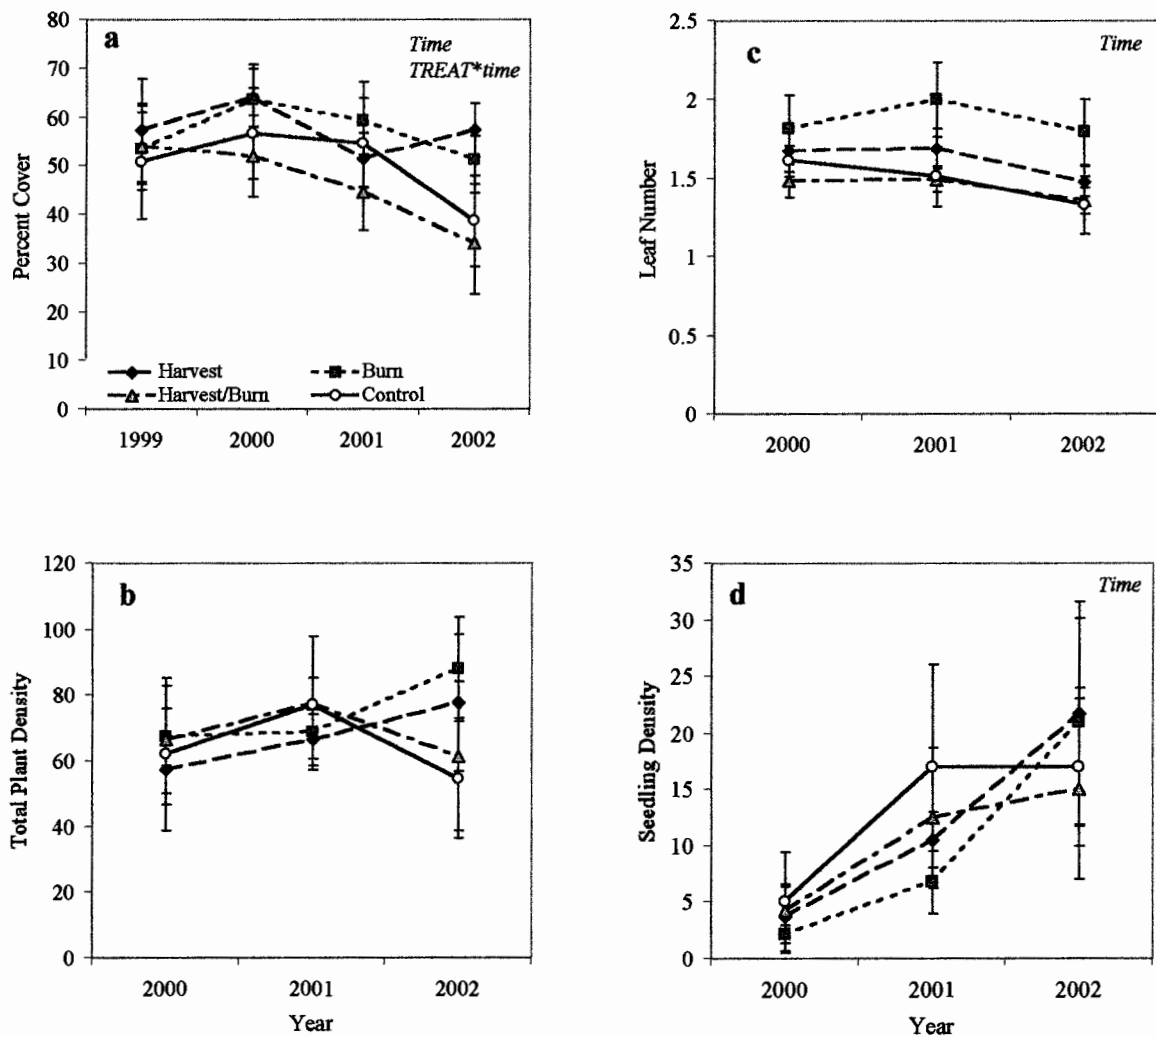 a
Time
TREAT*time
Percent Cover
80
70
60
50
40
30
20
10
0
Harvest
Burn
Harvest/Burn
Control
1999
2000
2001
2002
c
Time
Leaf Number
2.5
2
1.5
1
0.5
0
2000
2001
2002
b
Total Plant Density
120
100
80
60
40
20
0
2000
2001
2002
Year
d
Time
Seedling Density
35
30
25
20
15
10
5
0
2000
2001
2002
Year